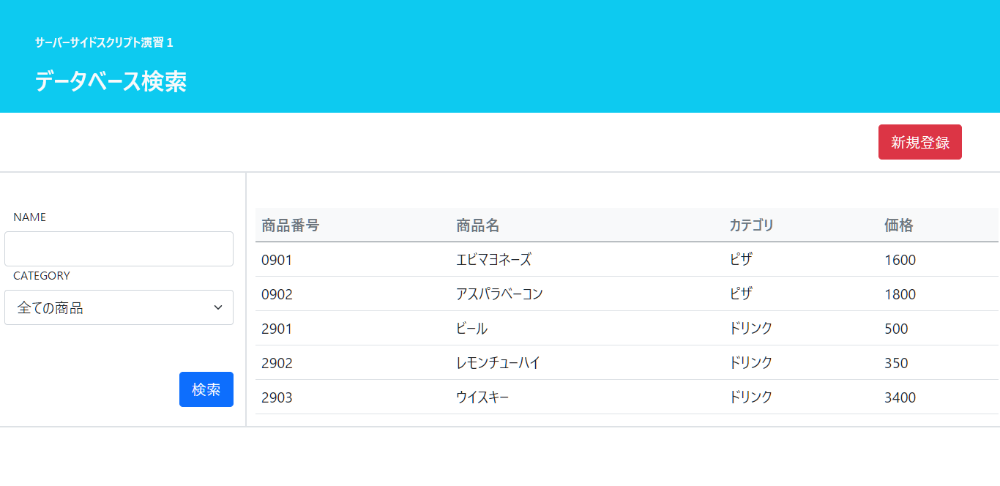 サーバーサイドスクリプト演習1
データベース検索
新規登録
NAME
CATEGORY
全ての商品
検索
商品番号 商品名 カテゴリ 価格
0901 エビマヨネーズ ピザ 1600
0902 アスパラベーコン ピザ 1800
2901 ビール ドリンク 500
2902 レモンチューハイ ドリンク 350
2903 ウイスキー ドリンク 3400